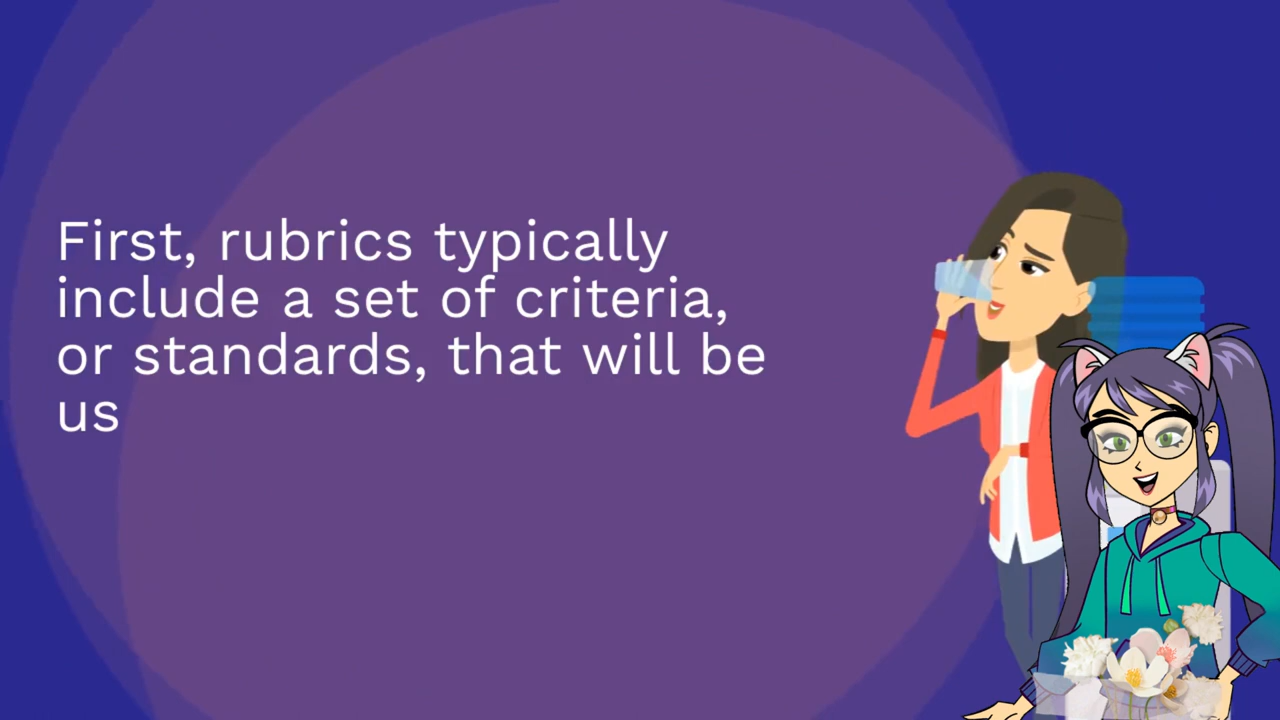 First, rubrics typically
include a set of criteria,
or standards, that will be
us